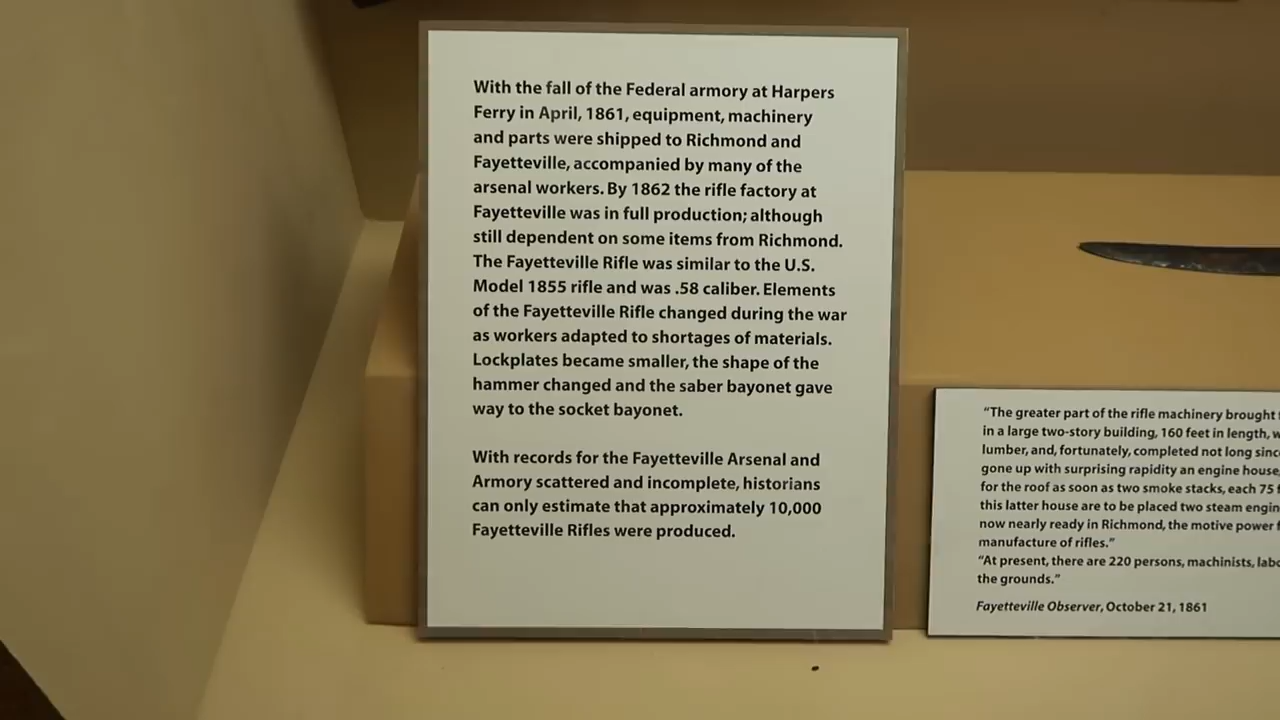 With the fall of the Federal armory at Harpers
Ferry in April, 1861, equipment, machinery
and parts were shipped to Richmond and
Fayetteville, accompanied by many of the
arsenal workers. By 1862 the rifle factory at
Fayetteville was in full production; although
still dependent on some items from Richmond.
The Fayetteville Rifle was similar to the U.S.
Model 1855 rifle and was .58 caliber. Elements
of the Fayetteville Rifle changed during the war
as workers adapted to shortages of materials.
Lockplates became smaller, the shape of the
hammer changed and the saber bayonet gave
way to the socket bayonet.
With records for the Fayetteville Arsenal and
Armory scattered and incomplete, historians
can only estimate that approximately 10,000
Fayetteville Rifles were produced.
“The greater part of the rifle machinery brought
in a large two-story building, 160 feet in length,
lumber, and, fortunately, completed not long
gone up with surprising rapidity an engine house,
for the roof as soon as two smoke stacks, each 75
this latter house are to be placed two steam
now nearly ready in Richmond, the motive power
manufacture of rifles.”
“At present, there are 220 persons, machinists,
the grounds.”
Fayetteville Observer, October 21, 1861